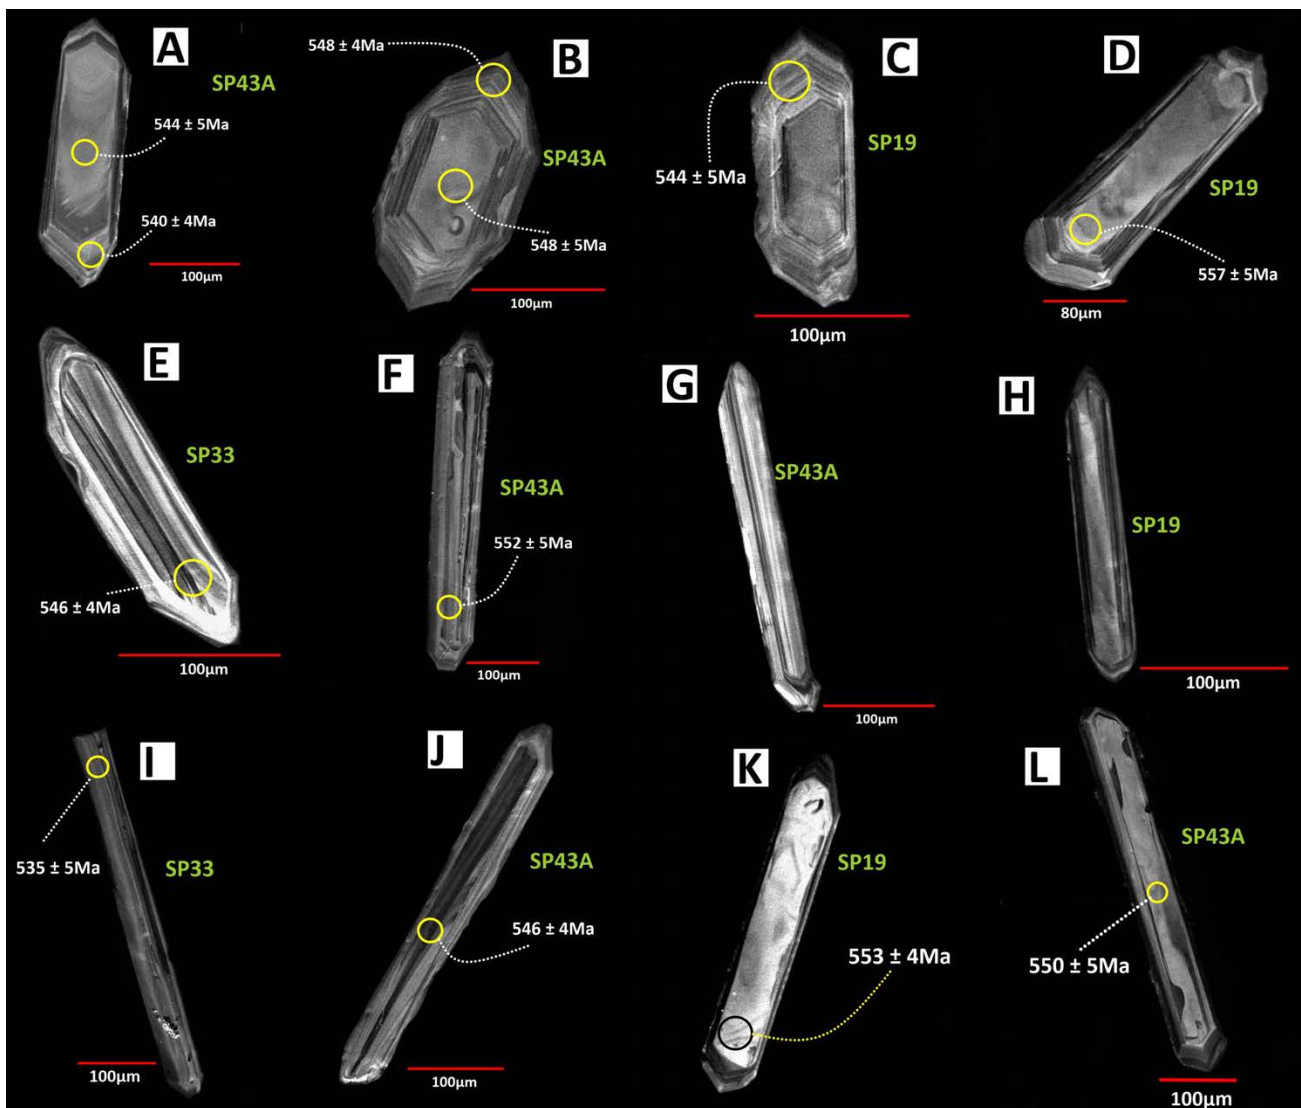 A
SP43A
544 ± 5Ma
540 ± 4Ma
100μm
548 ± 4Ma
B
SP43A
548 ± 5Ma
100μm
C
SP19
544 ± 5Ma
100μm
D
SP19
557 ± 5Ma
80μm
E
SP33
546 ± 4Ma
100μm
F
SP43A
552 ± 5Ma
100μm
G
SP43A
100μm
H
SP19
100μm
I
535 ± 5Ma
SP33
100μm
J
SP43A
546 ± 4Ma
100μm
K
SP19
553 ± 4Ma
L
SP43A
550 ± 5Ma
100μm